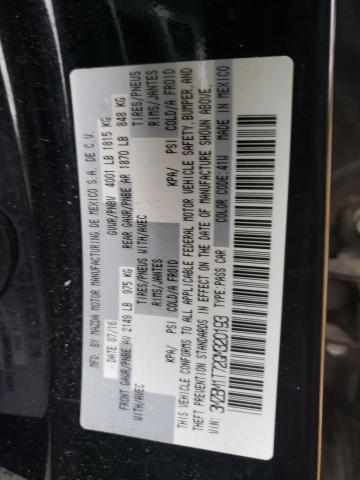 MFD. BY MAZDA MOTOR MANUFACTURING DE MEXICO S.A. DE C.V.
DATE 07/16 GVWR/PNBV 4001 LB 1815 KG
FRONT GAWR/PNBE AV 2149 LB 975 KG REAR GAWR/PNBE AR 1870 LB 848 KG
WITH/AVEC TIRES/PNEUS WITH/AVEC TIRES/PNEUS
RIMS/JANTES RIMS/JANTES
KPA/ PSI COLD/A FROID KPA/ PSI COLD/A FROID
THIS VEHICLE CONFORMS TO ALL APPLICABLE FEDERAL MOTOR VEHICLE SAFETY, BUMPER, AND
THEFT PREVENTION STANDARDS IN EFFECT ON THE DATE OF MANUFACTURE SHOWN ABOVE.
VIN: 3MZBM1T72GM320193 TYPE: PASS CAR COLOR CODE: 41W MADE IN MEXICO